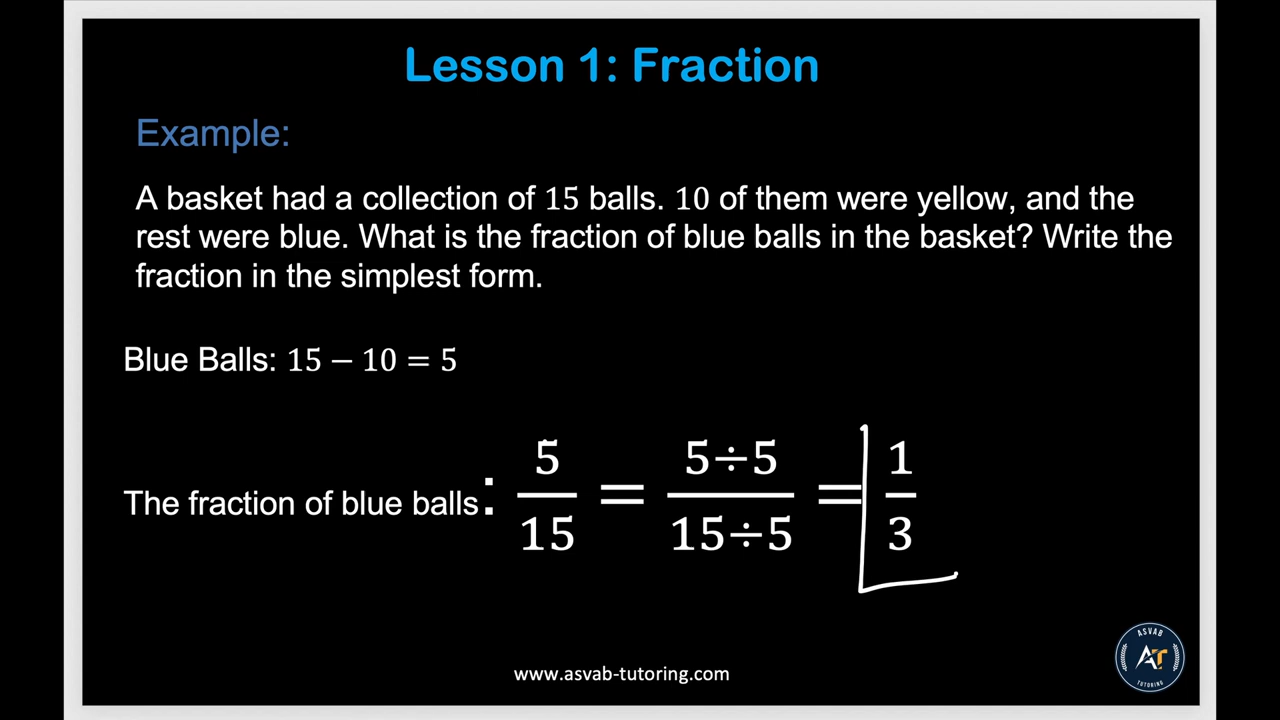 Lesson 1: Fraction
Example:
A basket had a collection of 15 balls. 10 of them were yellow, and the
rest were blue. What is the fraction of blue balls in the basket? Write the
fraction in the simplest form.
Blue Balls: 15 − 10 = 5
The fraction of blue balls: 5/15 = 5÷5/15÷5 = 1/3
ASVAB
AT
TUTORING
www.asvab-tutoring.com